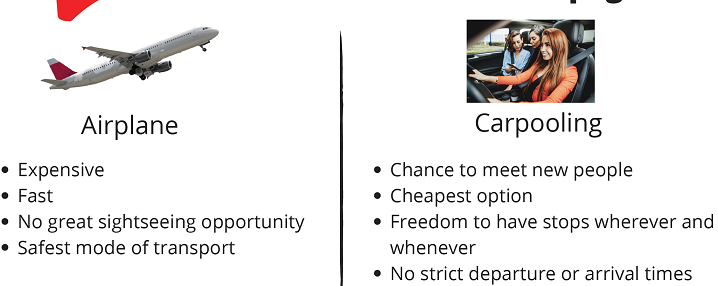 Airplane
• Expensive
• Fast
• No great sightseeing opportunity
• Safest mode of transport
Carpooling
• Chance to meet new people
• Cheapest option
• Freedom to have stops wherever and
whenever
• No strict departure or arrival times